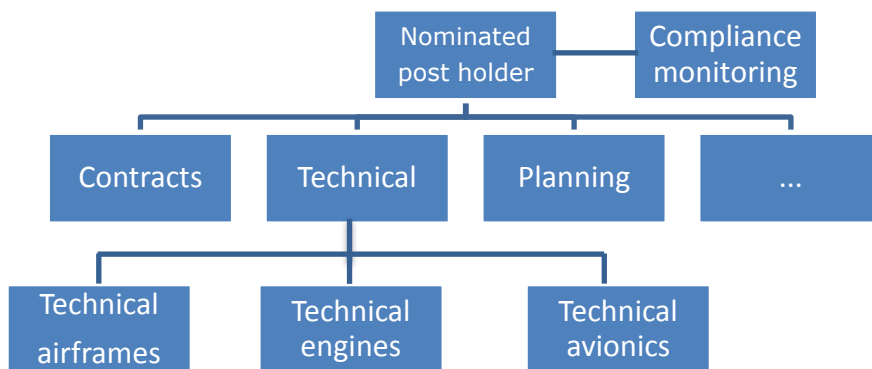 Nominated
post holder
Compliance
monitoring
Contracts
Technical
Planning
...
Technical
airframes
Technical
engines
Technical
avionics